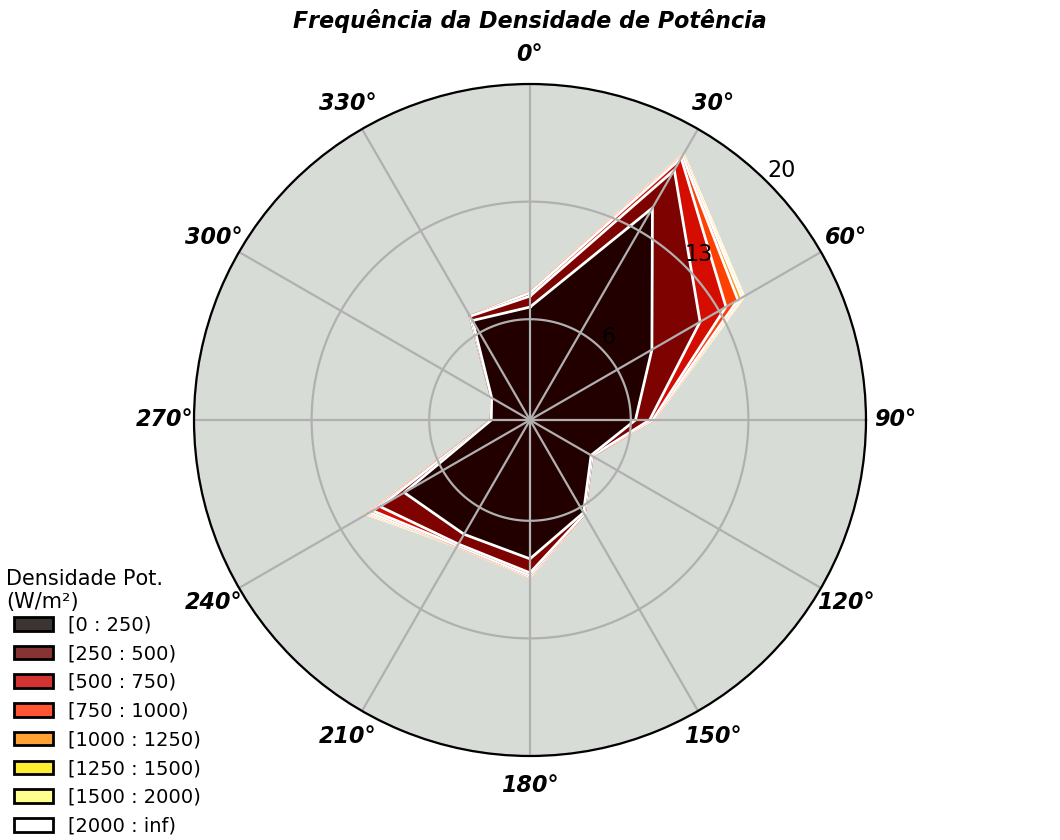 Frequência da Densidade de Potência
0°
330°
30°
20
300°
60°
13
6
270°
90°
Densidade Pot.
(W/m²)
240°
120°
[0 : 250)
[250 : 500)
[500 : 750)
[750 : 1000)
210°
150°
[1000 : 1250)
[1250 : 1500)
180°
[1500 : 2000)
[2000 : inf)